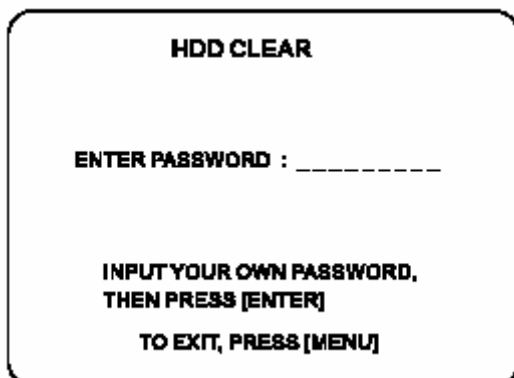 HDD CLEAR
ENTER PASSWORD : _________
INPUT YOUR OWN PASSWORD,
THEN PRESS [ENTER]
TO EXIT, PRESS [MENU]